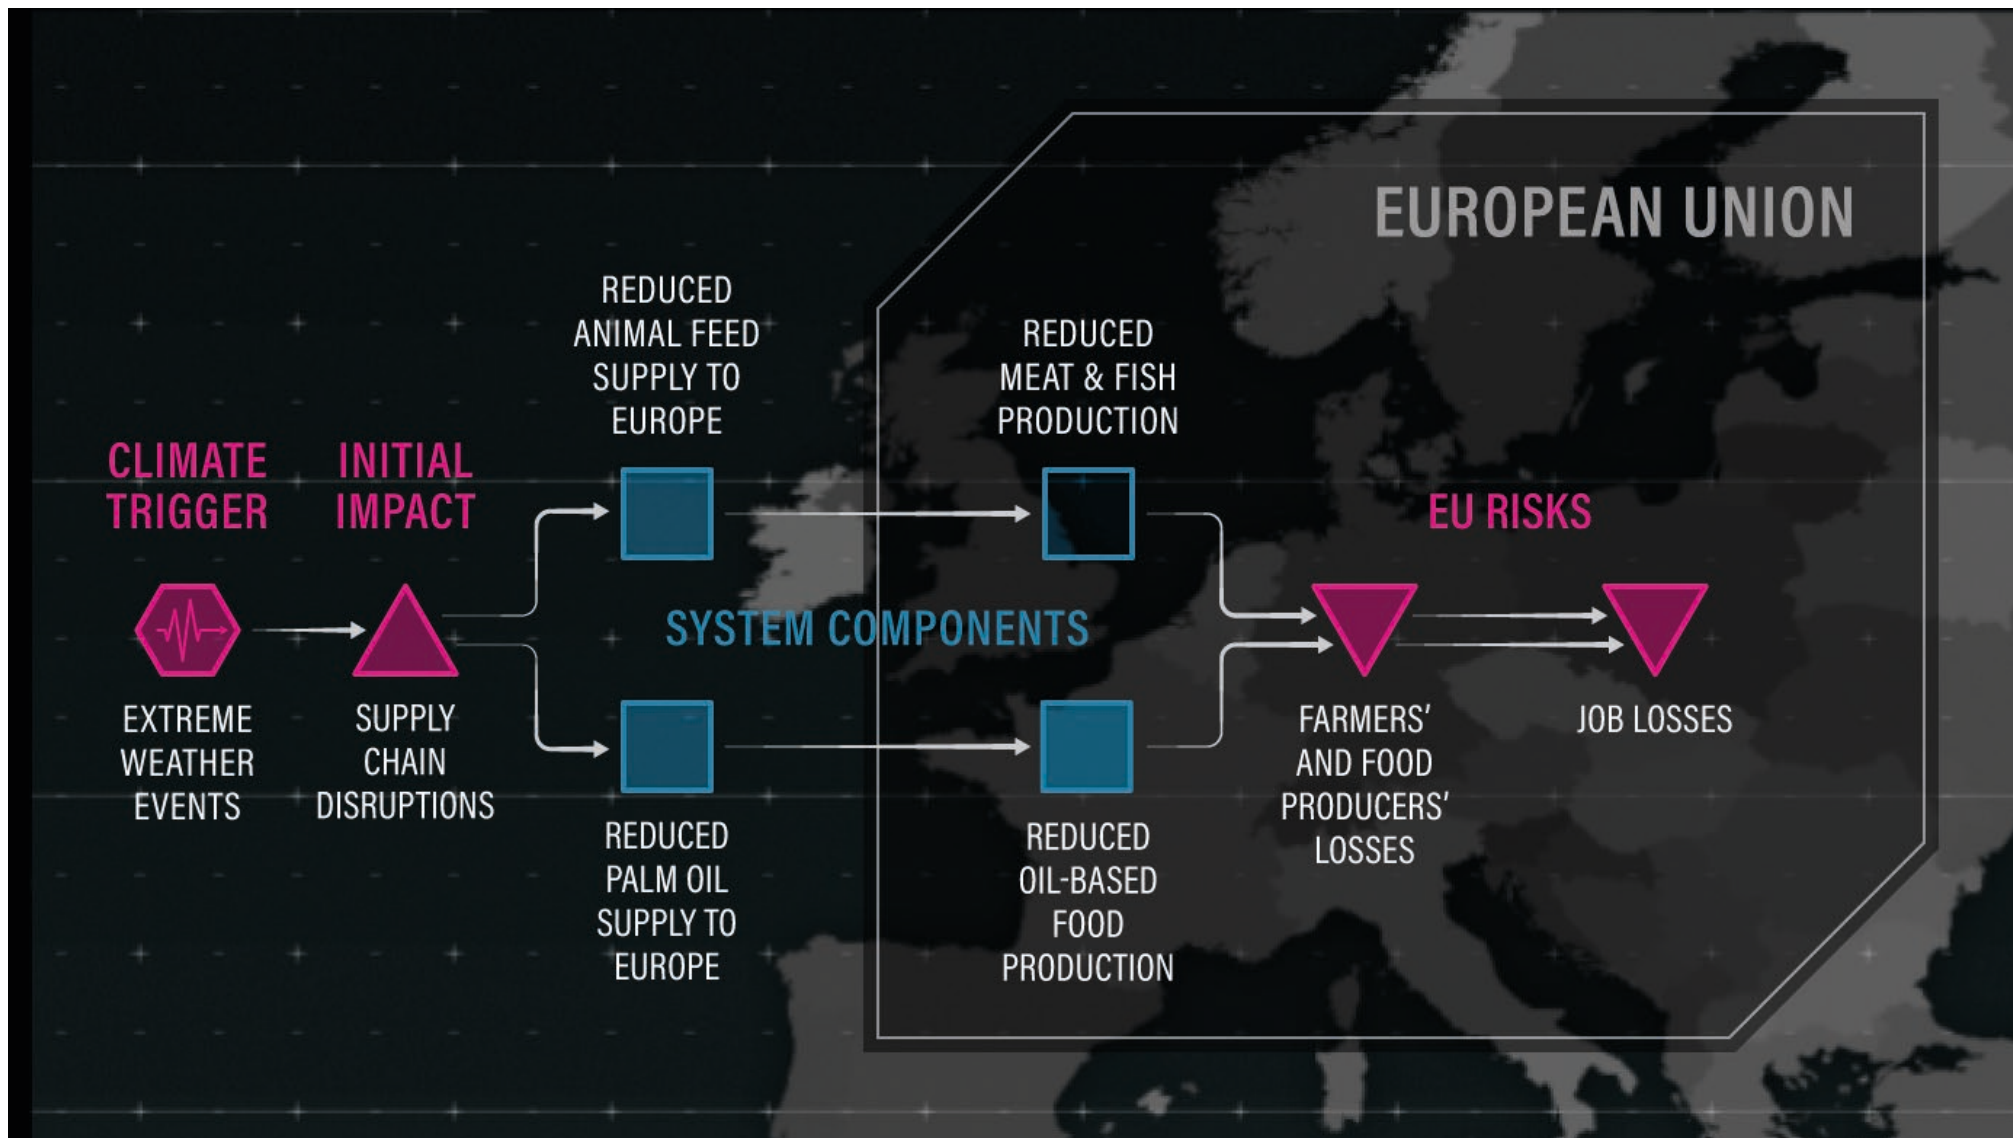 EUROPEAN UNION
CLIMATE
TRIGGER
EXTREME
WEATHER
EVENTS
INITIAL
IMPACT
SUPPLY
CHAIN
DISRUPTIONS
REDUCED
ANIMAL FEED
SUPPLY TO
EUROPE
SYSTEM COMPONENTS
REDUCED
PALM OIL
SUPPLY TO
EUROPE
REDUCED
MEAT & FISH
PRODUCTION
REDUCED
OIL-BASED
FOOD
PRODUCTION
EU RISKS
FARMERS’
AND FOOD
PRODUCERS’
LOSSES
JOB LOSSES